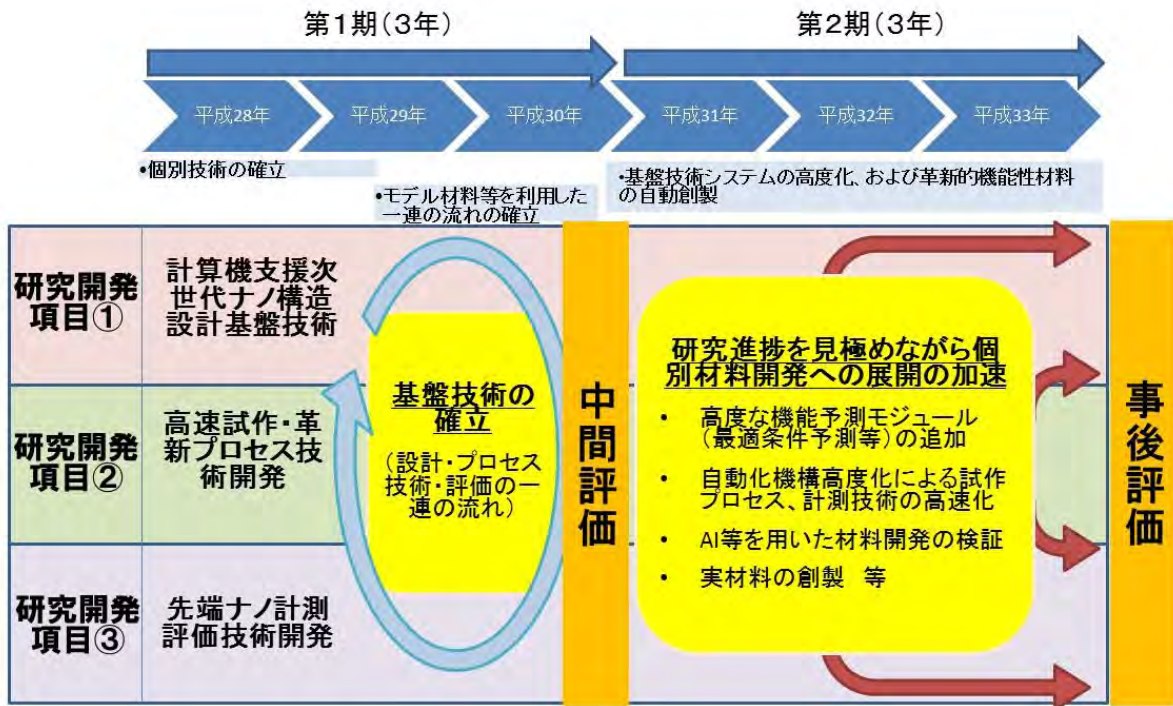 第1期(3年)
第2期(3年)
平成28年
平成29年
平成30年
平成31年
平成32年
平成33年
•個別技術の確立
•モデル材料等を利用した
一連の流れの確立
•基盤技術システムの高度化、および革新的機能性材料
の自動創製
研究開発
項目①
計算機支援次
世代ナノ構造
設計基盤技術
研究開発
項目②
高速試作・革
新プロセス技
術開発
研究開発
項目③
先端ナノ計測
評価技術開発
基盤技術の
確立
(設計・プロセス
技術・評価の一
連の流れ)
中間評価
研究進捗を見極めながら個
別材料開発への展開の加速
• 高度な機能予測モジュール
(最適条件予測等)の追加
• 自動化機構高度化による試作
プロセス、計測技術の高速化
• AI等を用いた材料開発の検証
• 実材料の創製 等
事後評価